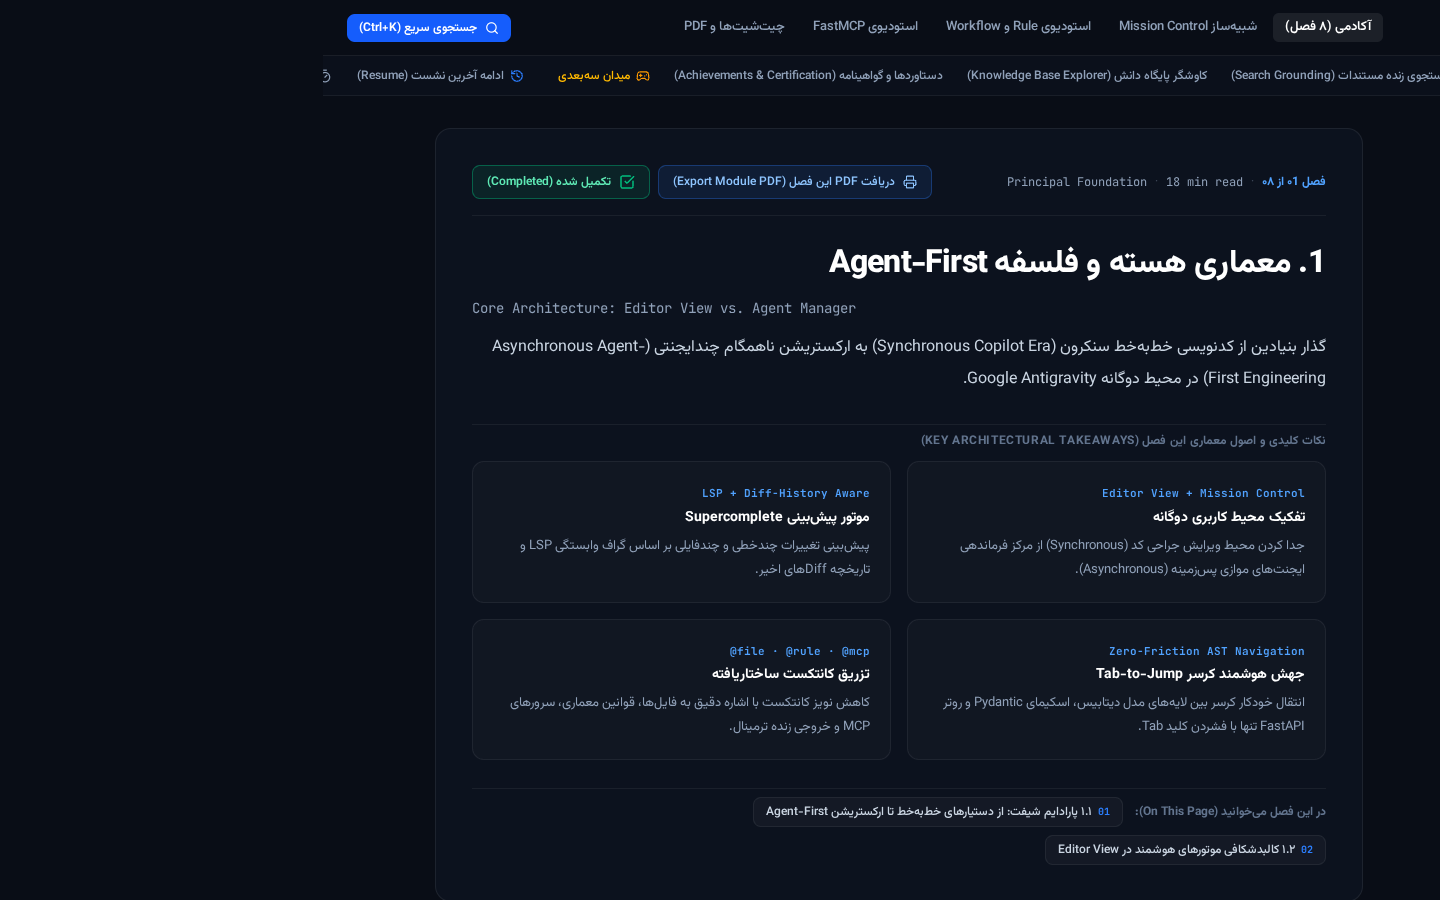 آکادمی (۸ فصل)
شبیه‌ساز Mission Control
استودیوی Rule و Workflow
استودیوی FastMCP
چیت‌شیت‌ها و PDF
جستجوی سریع (Ctrl+K)
مستندات (Search Grounding)
کاوشگر پایگاه دانش (Knowledge Base Explorer)
دستاوردها و گواهینامه (Achievements & Certification)
میدان سه‌بعدی
ادامه آخرین نشست (Resume)
فصل 01 از ۰۸ · 18 min read · Principal Foundation
دریافت PDF این فصل (Export Module PDF)
تکمیل شده (Completed)
1. معماری هسته و فلسفه Agent-First
Core Architecture: Editor View vs. Agent Manager
گذار بنیادین از کدنویسی خط‌به‌خط سنکرون (Synchronous Copilot Era) به ارکستریشن ناهمگام چندایجنتی (Asynchronous Agent-
First Engineering) در محیط دوگانه Google Antigravity.
نکات کلیدی و اصول معماری این فصل (KEY ARCHITECTURAL TAKEAWAYS)
Editor View + Mission Control
تفکیک محیط کاربری دوگانه
جدا کردن محیط ویرایش جراحی کد (Synchronous) از مرکز فرماندهی
ایجنت‌های موازی پس‌زمینه (Asynchronous).
LSP + Diff-History Aware
موتور پیش‌بینی Supercomplete
پیش‌بینی تغییرات چندخطی و چندفایلی بر اساس گراف وابستگی LSP و
تاریخچه Diffهای اخیر.
Zero-Friction AST Navigation
جهش هوشمند کرسر Tab-to-Jump
انتقال خودکار کرسر بین لایه‌های مدل دیتابیس، اسکیمای Pydantic و روتر
FastAPI تنها با فشردن کلید Tab.
@file · @rule · @mcp
تزریق کانتکست ساختاریافته
کاهش نویز کانتکست با اشاره دقیق به فایل‌ها، قوانین معماری، سرورهای
MCP و خروجی زنده ترمینال.
در این فصل می‌خوانید (On This Page):
01 ۱.۱ پارادایم شیفت: از دستیارهای خط‌به‌خط تا ارکستریشن Agent-First
02 ۱.۲ کالبدشکافی موتورهای هوشمند در Editor View